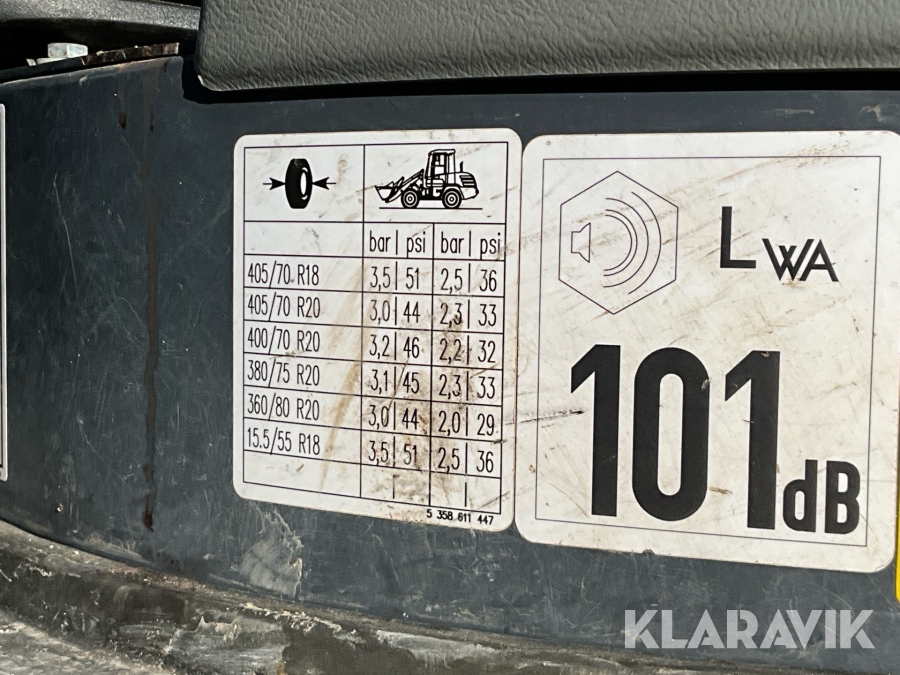 bar psi bar psi
405/70 R18 3,5 51 2,5 36
405/70 R20 3,0 44 2,3 33
400/70 R20 3,2 46 2,2 32
380/75 R20 3,1 45 2,3 33
360/80 R20 3,0 44 2,0 29
15.5/55 R18 3,5 51 2,5 36
5 358 611 447
LWA
101dB
KLARAVIK